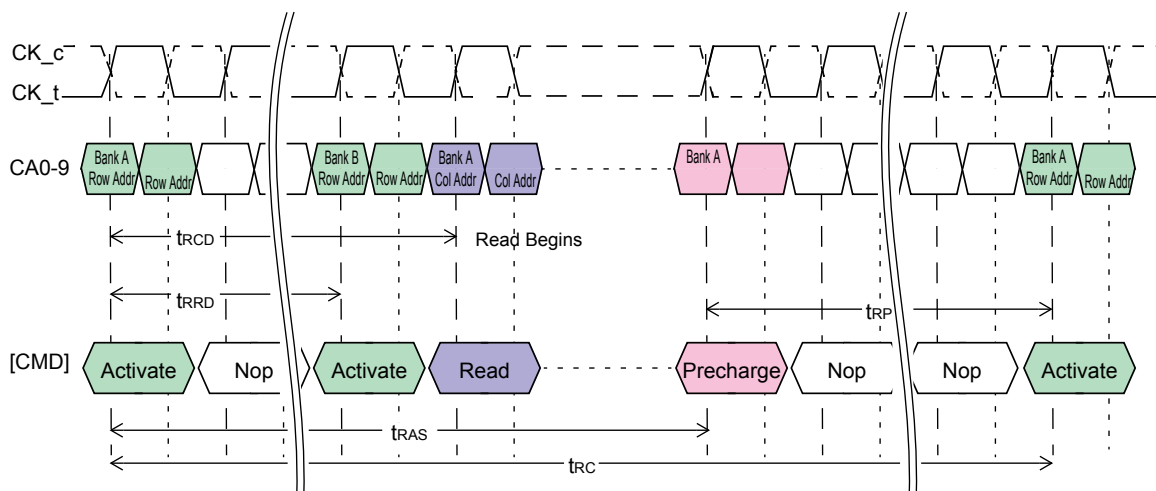 CK_c
CK_t
CA0-9
Bank A
Row Addr
Row Addr
Bank B
Row Addr
Row Addr
Bank A
Col Addr
Col Addr
Bank A
Bank A
Row Addr
Row Addr
tRCD
Read Begins
tRRD
tRP
[CMD]
Activate
Nop
Activate
Read
Precharge
Nop
Nop
Activate
tRAS
tRC